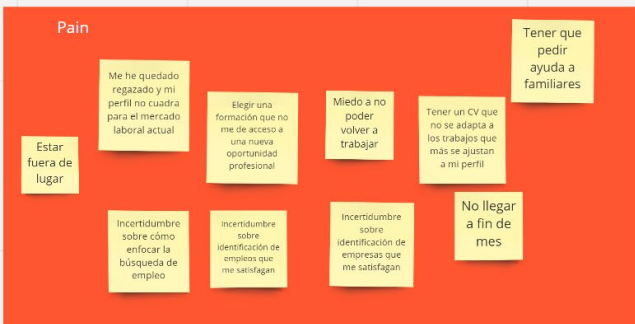 Pain
Tener que
pedir
ayuda a
familiares
Me he quedado
regazado y mi
perfil no cuadra
para el mercado
laboral actual
Elegir una
formación que no
me de acceso a
una nueva
oportunidad
profesional
Miedo a no
poder
volver a
trabajar
Tener un CV que
no se adapta a
los trabajos que
más se ajustan
a mi perfil
Estar
fuera de
lugar
Incertidumbre
sobre cómo
enfocar la
búsqueda de
empleo
Incertidumbre
sobre
identificación de
empleos que
me satisfagan
Incertidumbre
sobre
identificación de
empresas que
me satisfagan
No llegar
a fin de
mes